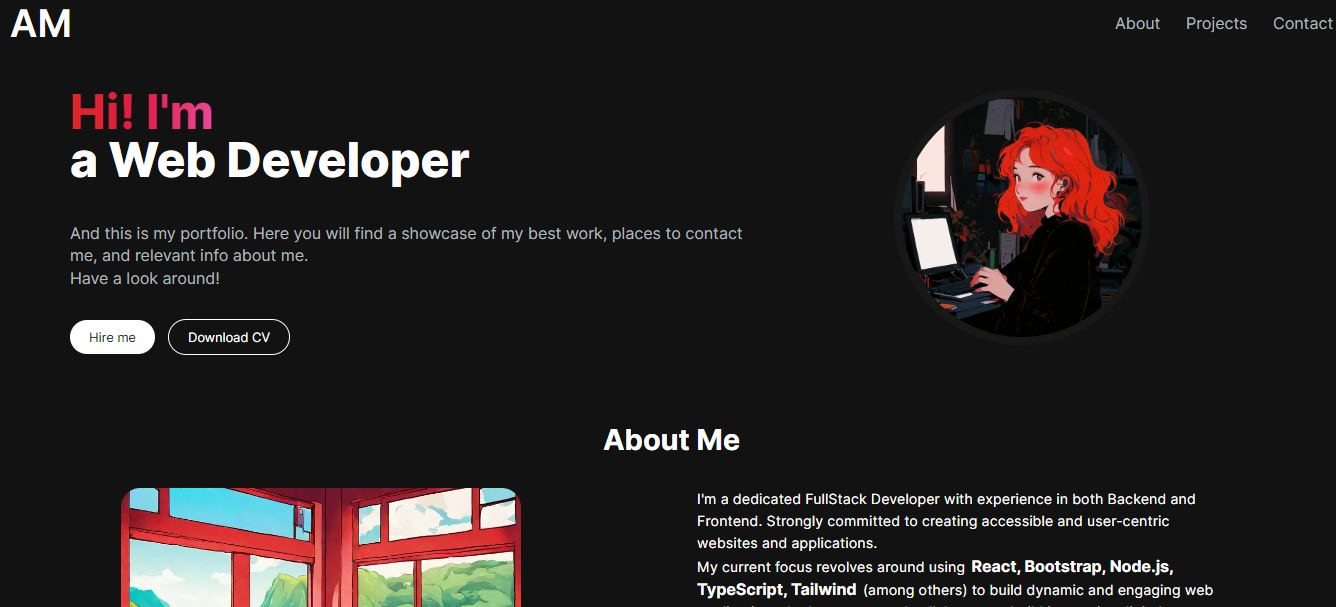 AM
About Projects Contact
Hi! I'm
a Web Developer
And this is my portfolio. Here you will find a showcase of my best work, places to contact
me, and relevant info about me.
Have a look around!
Hire me Download CV
About Me
I'm a dedicated FullStack Developer with experience in both Backend and
Frontend. Strongly committed to creating accessible and user-centric
websites and applications.
My current focus revolves around using React, Bootstrap, Node.js,
TypeScript, Tailwind (among others) to build dynamic and engaging web